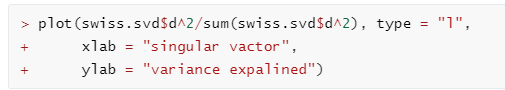 > plot(swiss.svd$d^2/sum(swiss.svd$d^2), type = "l",
+      xlab = "singular vactor",
+      ylab = "variance expalined")